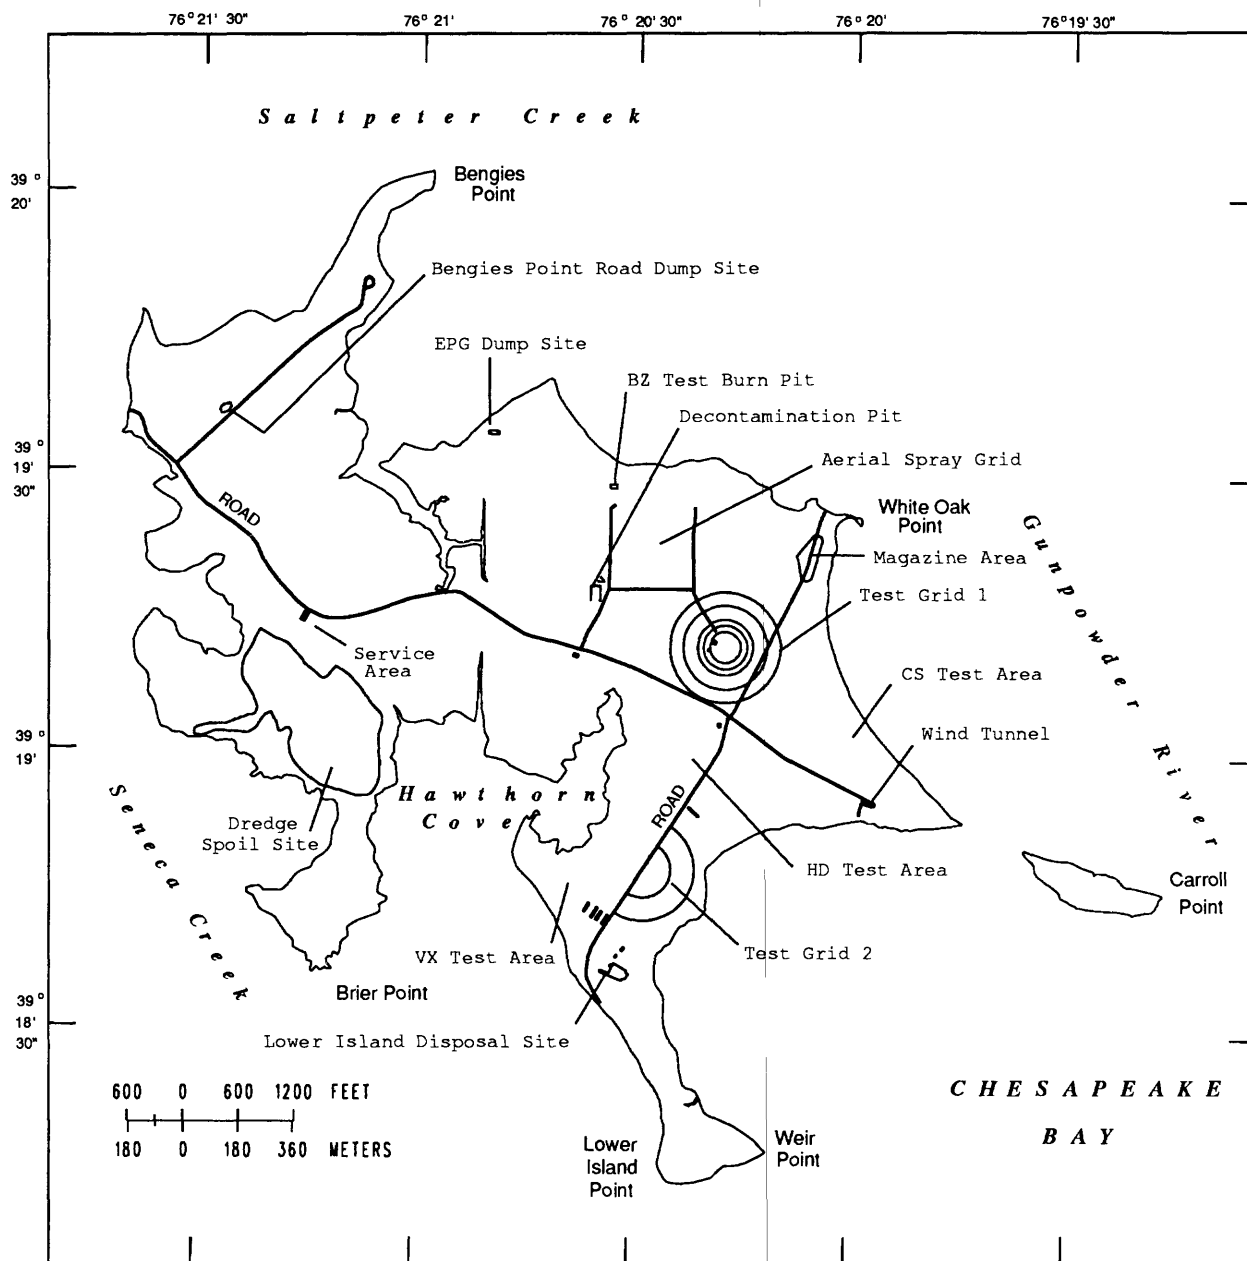 76° 21' 30"
76° 21'
76° 20' 30"
76° 20'
76° 19' 30"
Saltpeter Creek
39° 20'
Bengies
Point
Bengies Point Road Dump Site
EPG Dump Site
BZ Test Burn Pit
Decontamination Pit
39° 19' 30"
Aerial Spray Grid
ROAD
White Oak
Point
Gunpowder River
Magazine Area
Test Grid 1
Service
Area
CS Test Area
39° 19'
Wind Tunnel
Hawthorn
Cove
ROAD
Seneca Creek
Dredge
Spoil Site
HD Test Area
Carroll
Point
VX Test Area
Test Grid 2
Brier Point
39° 18' 30"
Lower Island Disposal Site
600 0 600 1200 FEET
180 0 180 360 METERS
CHESAPEAKE
BAY
Lower
Island
Point
Weir
Point